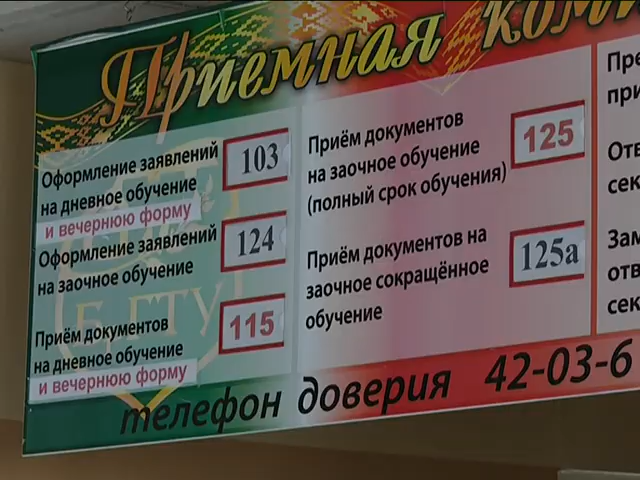 Приемная
Оформление заявлений
на дневное обучение
и вечернюю форму
103
Оформление заявлений
на заочное обучение
124
Приём документов
на дневное обучение
и вечернюю форму
115
Приём документов
на заочное обучение
(полный срок обучения)
125
Приём документов на
заочное сокращённое
обучение
125а
телефон доверия 42-03-6